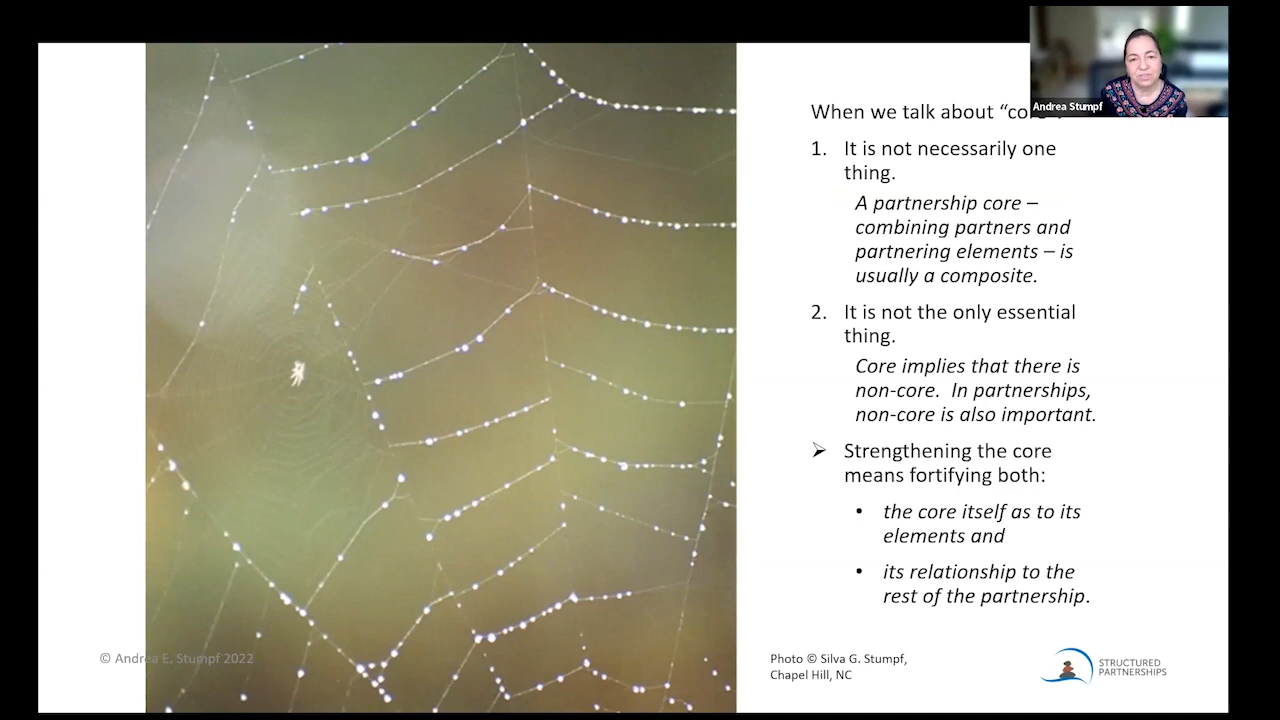 Andrea Stumpf
When we talk about “core”:
1. It is not necessarily one
thing.
A partnership core –
combining partners and
partnering elements – is
usually a composite.
2. It is not the only essential
thing.
Core implies that there is
non-core. In partnerships,
non-core is also important.
➢ Strengthening the core
means fortifying both:
• the core itself as to its
elements and
• its relationship to the
rest of the partnership.
© Andrea E. Stumpf 2022
Photo © Silva G. Stumpf,
Chapel Hill, NC
STRUCTURED
PARTNERSHIPS